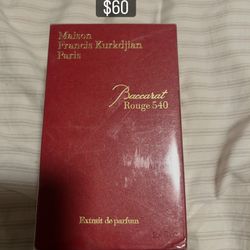 $60
Maison
Francis Kurkdjian
Paris
Baccarat
Rouge 540
Extrait de parfum